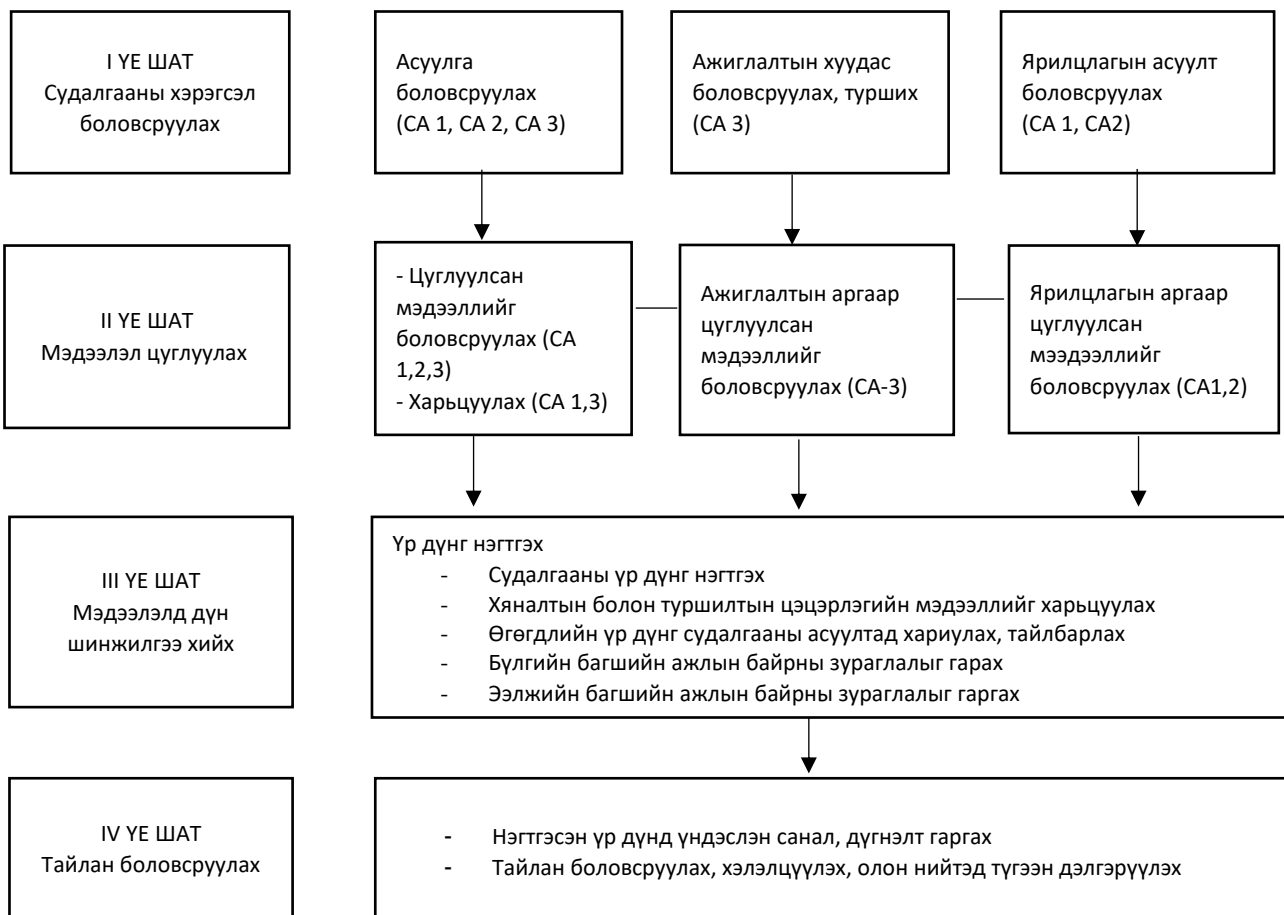 I ҮЕ ШАТ
Судалгааны хэрэгсэл
боловсруулах
Асуулга
боловсруулах
(СА 1, СА 2, СА 3)
Ажиглалтын хуудас
боловсруулах, турших
(СА 3)
Ярилцлагын асуулт
боловсруулах
(СА 1, СА2)
II ҮЕ ШАТ
Мэдээлэл цуглуулах
- Цуглуулсан
мэдээллийг
боловсруулах (СА
1,2,3)
- Харьцуулах (СА 1,3)
Ажиглалтын аргаар
цуглуулсан
мэдээллийг
боловсруулах (СА-3)
Ярилцлагын аргаар
цуглуулсан
мээдээллийг
боловсруулах (СА1,2)
III ҮЕ ШАТ
Мэдээлэлд дүн
шинжилгээ хийх
Үр дүнг нэгтгэх
- Судалгааны үр дүнг нэгтгэх
- Хяналтын болон туршилтын цэцэрлэгийн мэдээллийг харьцуулах
- Өгөгдлийн үр дүнг судалгааны асуултад хариулах, тайлбарлах
- Бүлгийн багшийн ажлын байрны зураглалыг гарах
- Ээлжийн багшийн ажлын байрны зураглалыг гаргах
IV ҮЕ ШАТ
Тайлан боловсруулах
- Нэгтгэсэн үр дүнд үндэслэн санал, дүгнэлт гаргах
- Тайлан боловсруулах, хэлэлцүүлэх, олон нийтэд түгээн дэлгэрүүлэх